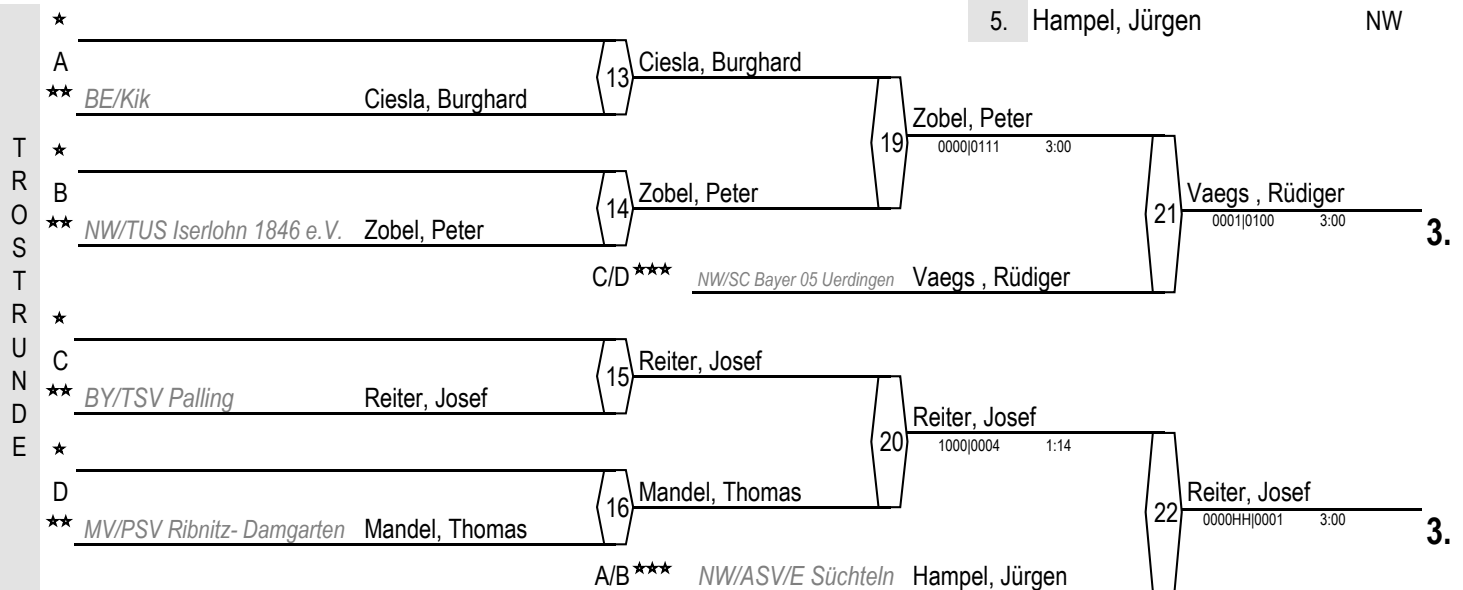 ★
5. Hampel, Jürgen NW
A
13 Ciesla, Burghard
★★ BE/Kik Ciesla, Burghard
Zobel, Peter
19 0000|0111 3:00
★
B
14 Zobel, Peter
21 Vaegs , Rüdiger
0001|0100 3:00
★★ NW/TUS Iserlohn 1846 e.V. Zobel, Peter
3.
C/D ★★★ NW/SC Bayer 05 Uerdingen Vaegs , Rüdiger
TROSTRUNDE
★
C
15 Reiter, Josef
★★ BY/TSV Palling Reiter, Josef
Reiter, Josef
20 1000|0004 1:14
★
D
16 Mandel, Thomas
22 Reiter, Josef
0000HH|0001 3:00
★★ MV/PSV Ribnitz- Damgarten Mandel, Thomas
3.
A/B ★★★ NW/ASV/E Süchteln Hampel, Jürgen